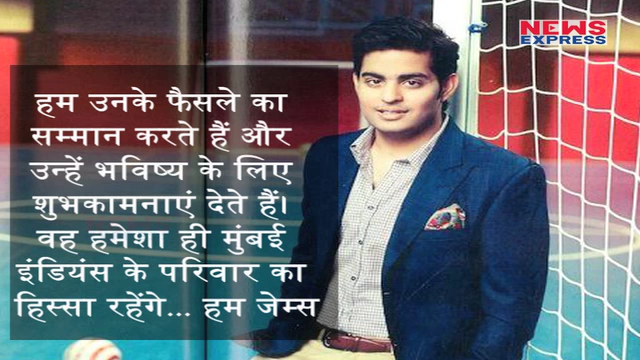 NEWS
EXPRESS
हम उनके फैसले का
सम्मान करते हैं और
उन्हें भविष्य के लिए
शुभकामनाएं देते हैं।
वह हमेशा ही मुंबई
इंडियंस के परिवार का
हिस्सा रहेंगे... हम जेम्स